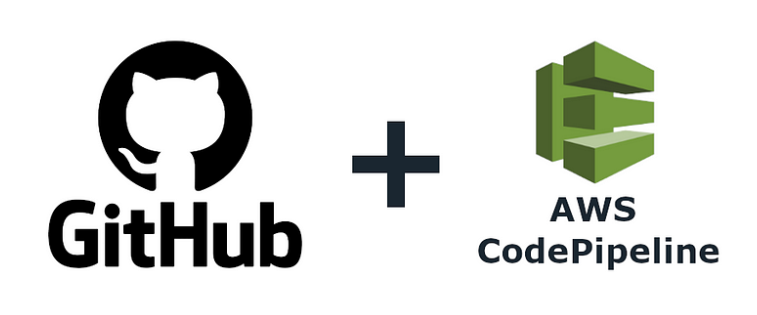 GitHub
+
AWS
CodePipeline